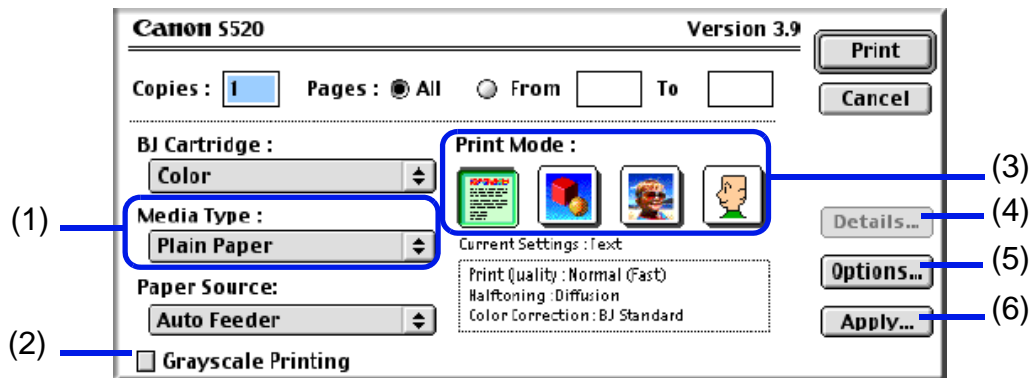 Canon S520 Version 3.9
Print
Copies : 1 Pages : All From To
Cancel
BJ Cartridge :
Color
Print Mode :
(3)
(1)
Media Type :
Plain Paper
Details...
(4)
Current Settings : Text
Print Quality : Normal (Fast)
Halftoning : Diffusion
Color Correction : BJ Standard
Options...
(5)
Paper Source:
Auto Feeder
Apply...
(6)
(2)
Grayscale Printing